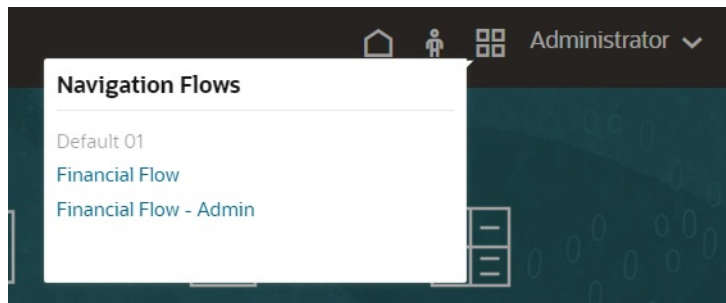 Administrator
Navigation Flows
Default 01
Financial Flow
Financial Flow - Admin